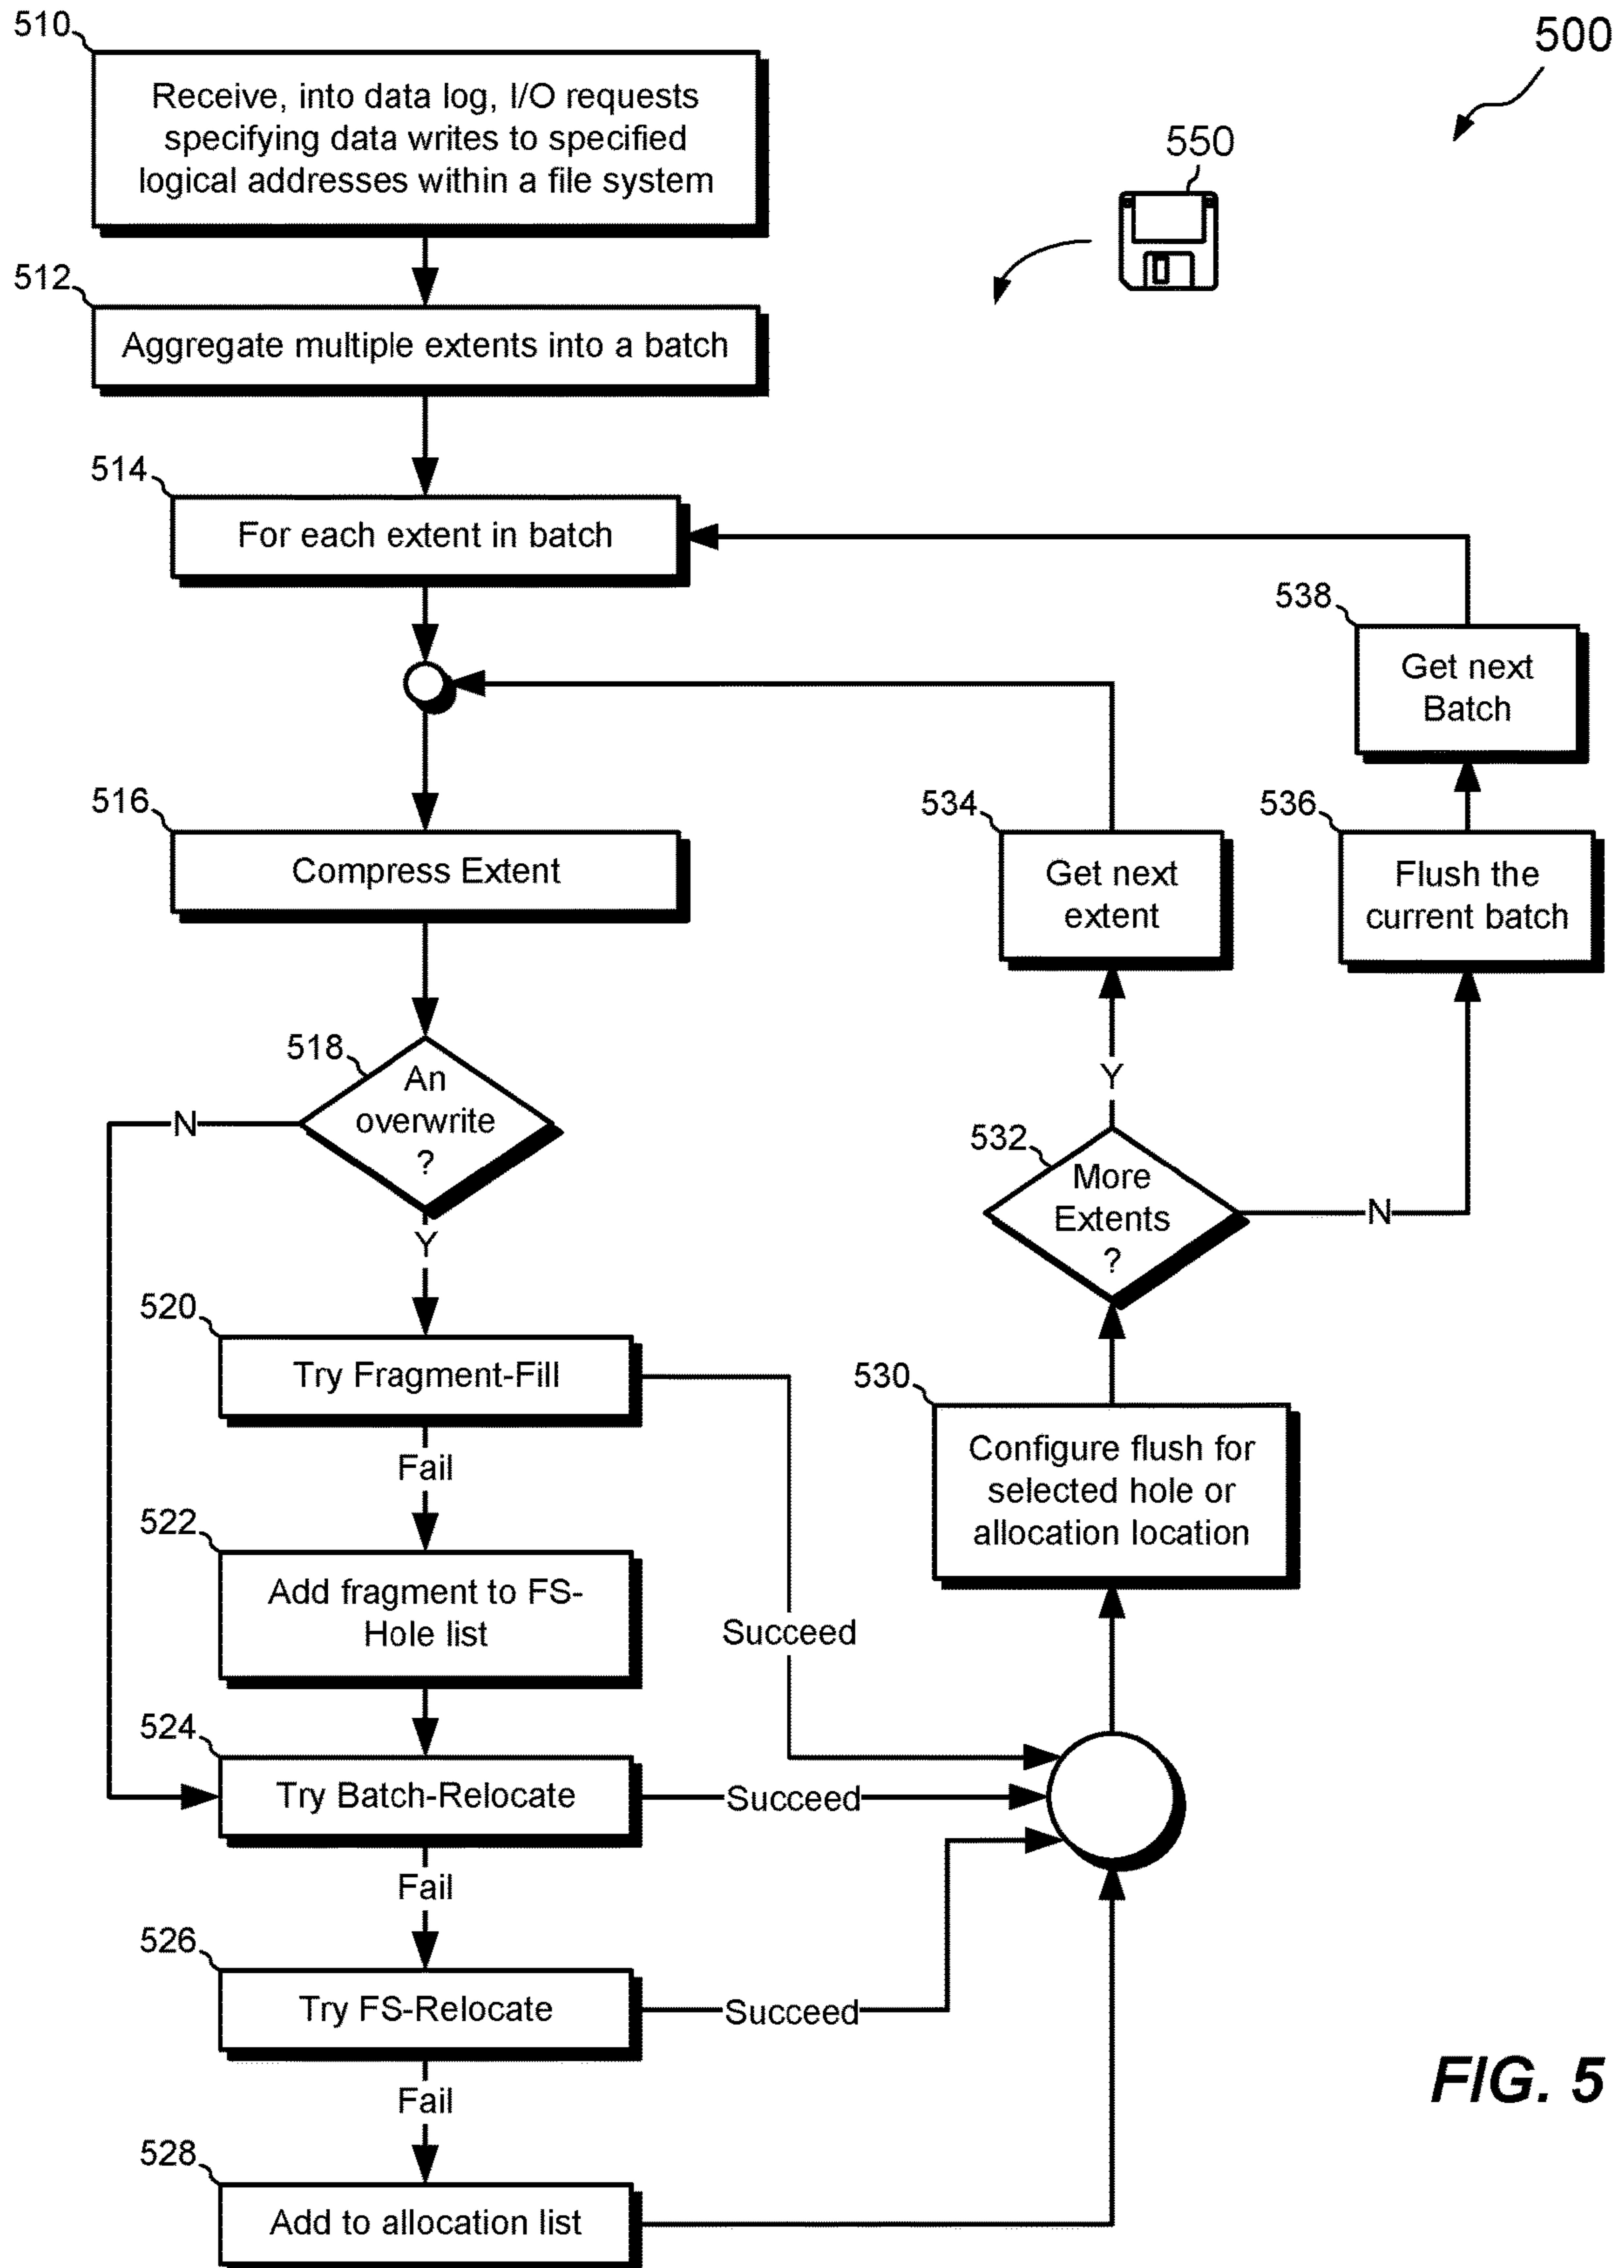 500
510
Receive, into data log, I/O requests
specifying data writes to specified
logical addresses within a file system
550
512
Aggregate multiple extents into a batch
514
For each extent in batch
538
Get next
Batch
516
Compress Extent
534
Get next
extent
536
Flush the
current batch
518
An
overwrite
?
N
Y
532
More
Extents
?
Y
N
520
Try Fragment-Fill
Fail
Succeed
530
Configure flush for
selected hole or
allocation location
522
Add fragment to FS-
Hole list
524
Try Batch-Relocate
Succeed
Fail
526
Try FS-Relocate
Succeed
Fail
528
Add to allocation list
FIG. 5